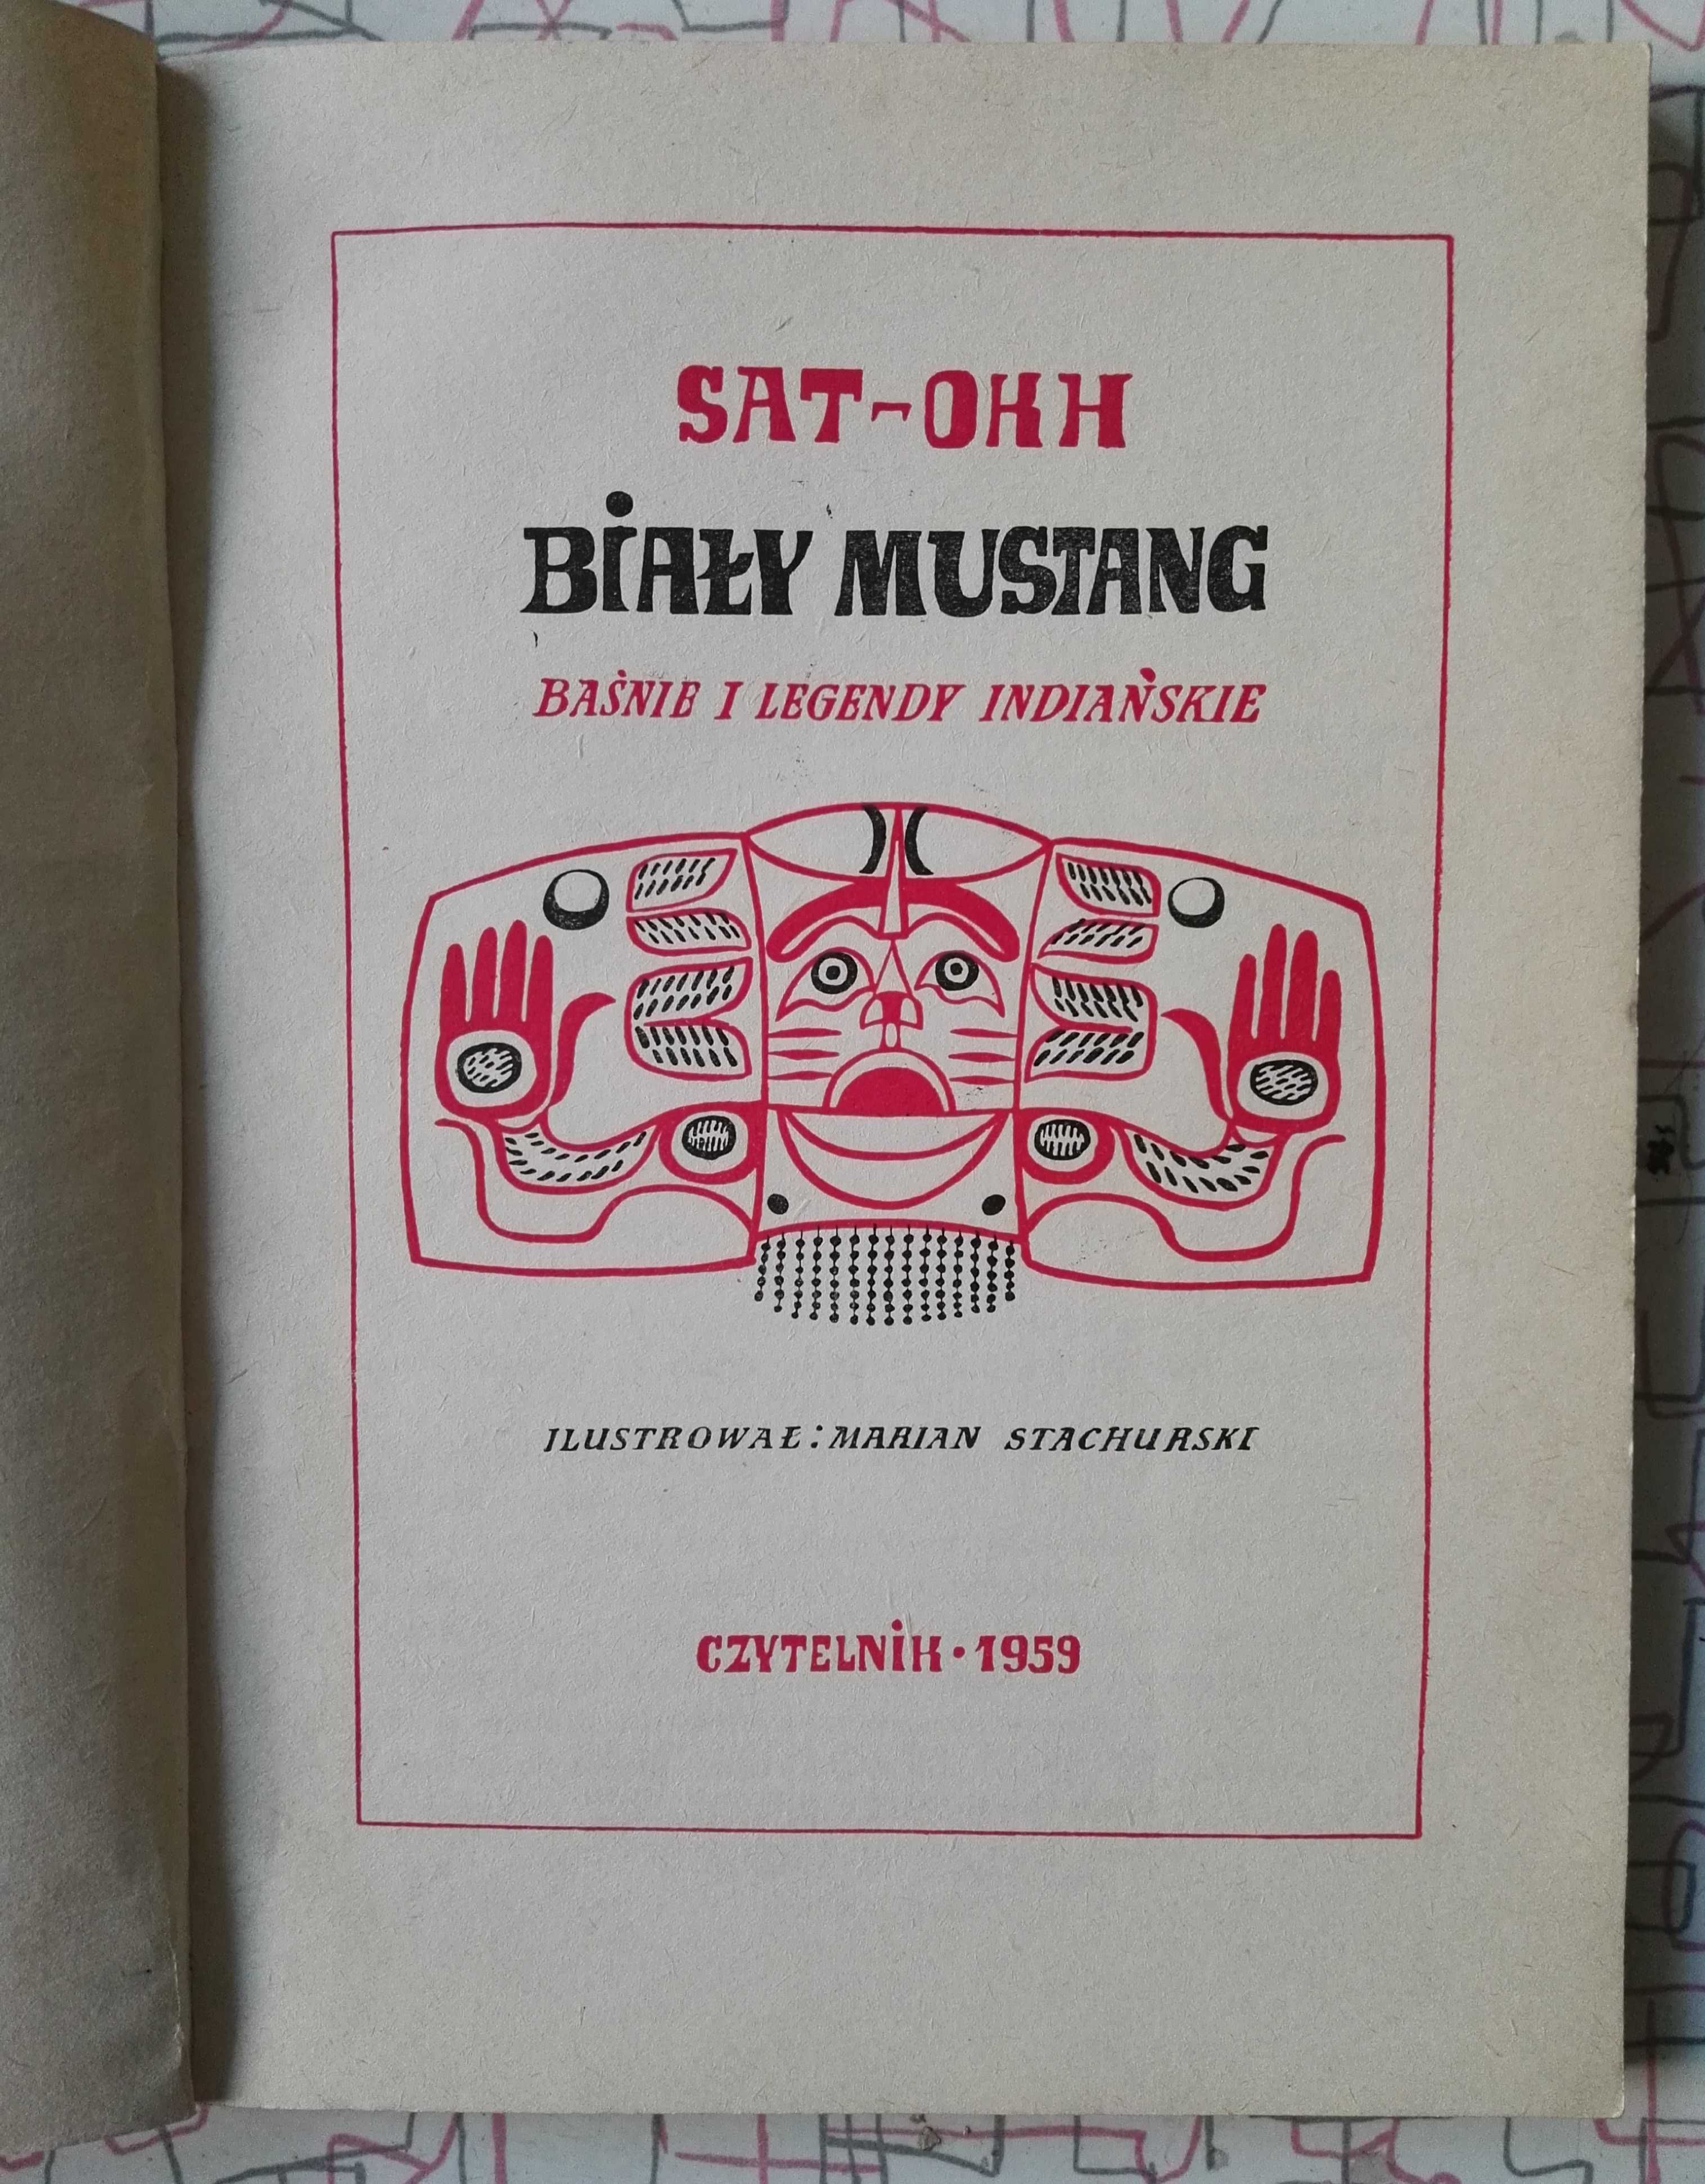 SAT-OKH
BIAŁY MUSTANG
BAŚNIE I LEGENDY INDIAŃSKIE
ILUSTROWAŁ: MARIAN STACHURSKI
CZYTELNIK · 1959